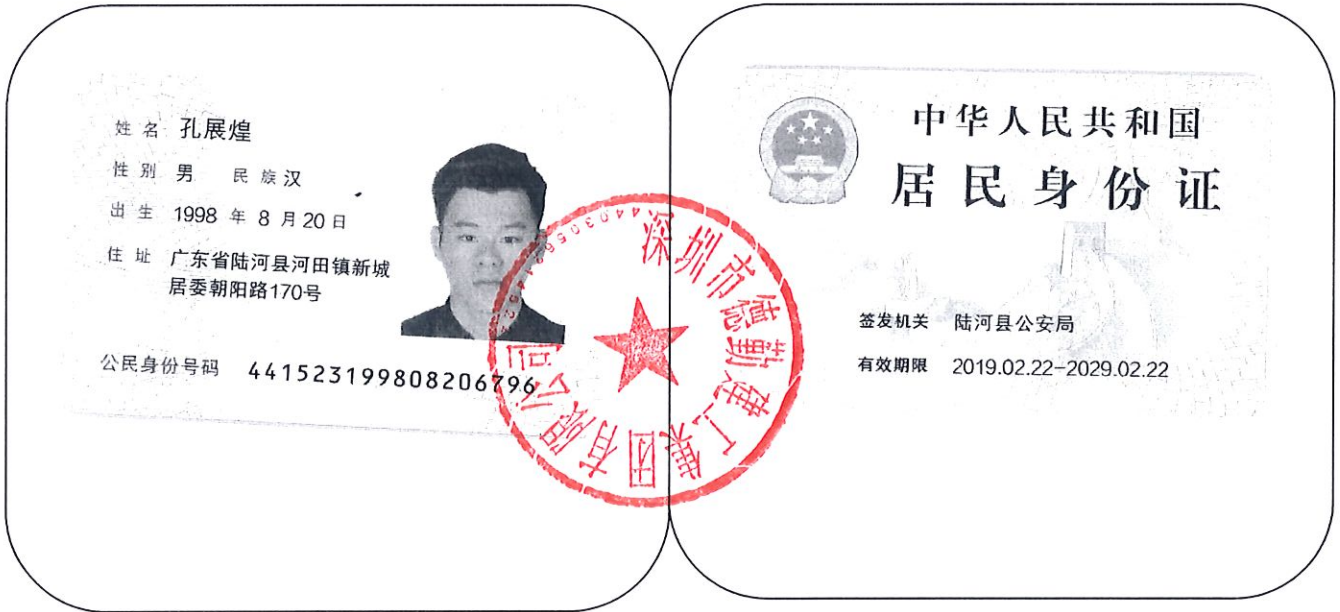 姓名 孔展煌
性别 男 民族 汉
出生 1998 年 8 月 20 日
住址 广东省陆河县河田镇新城
居委朝阳路170号
公民身份号码 441523199808206796
中华人民共和国
居民身份证
签发机关 陆河县公安局
有效期限 2019.02.22-2029.02.22
深圳市德勤建工集团有限公司